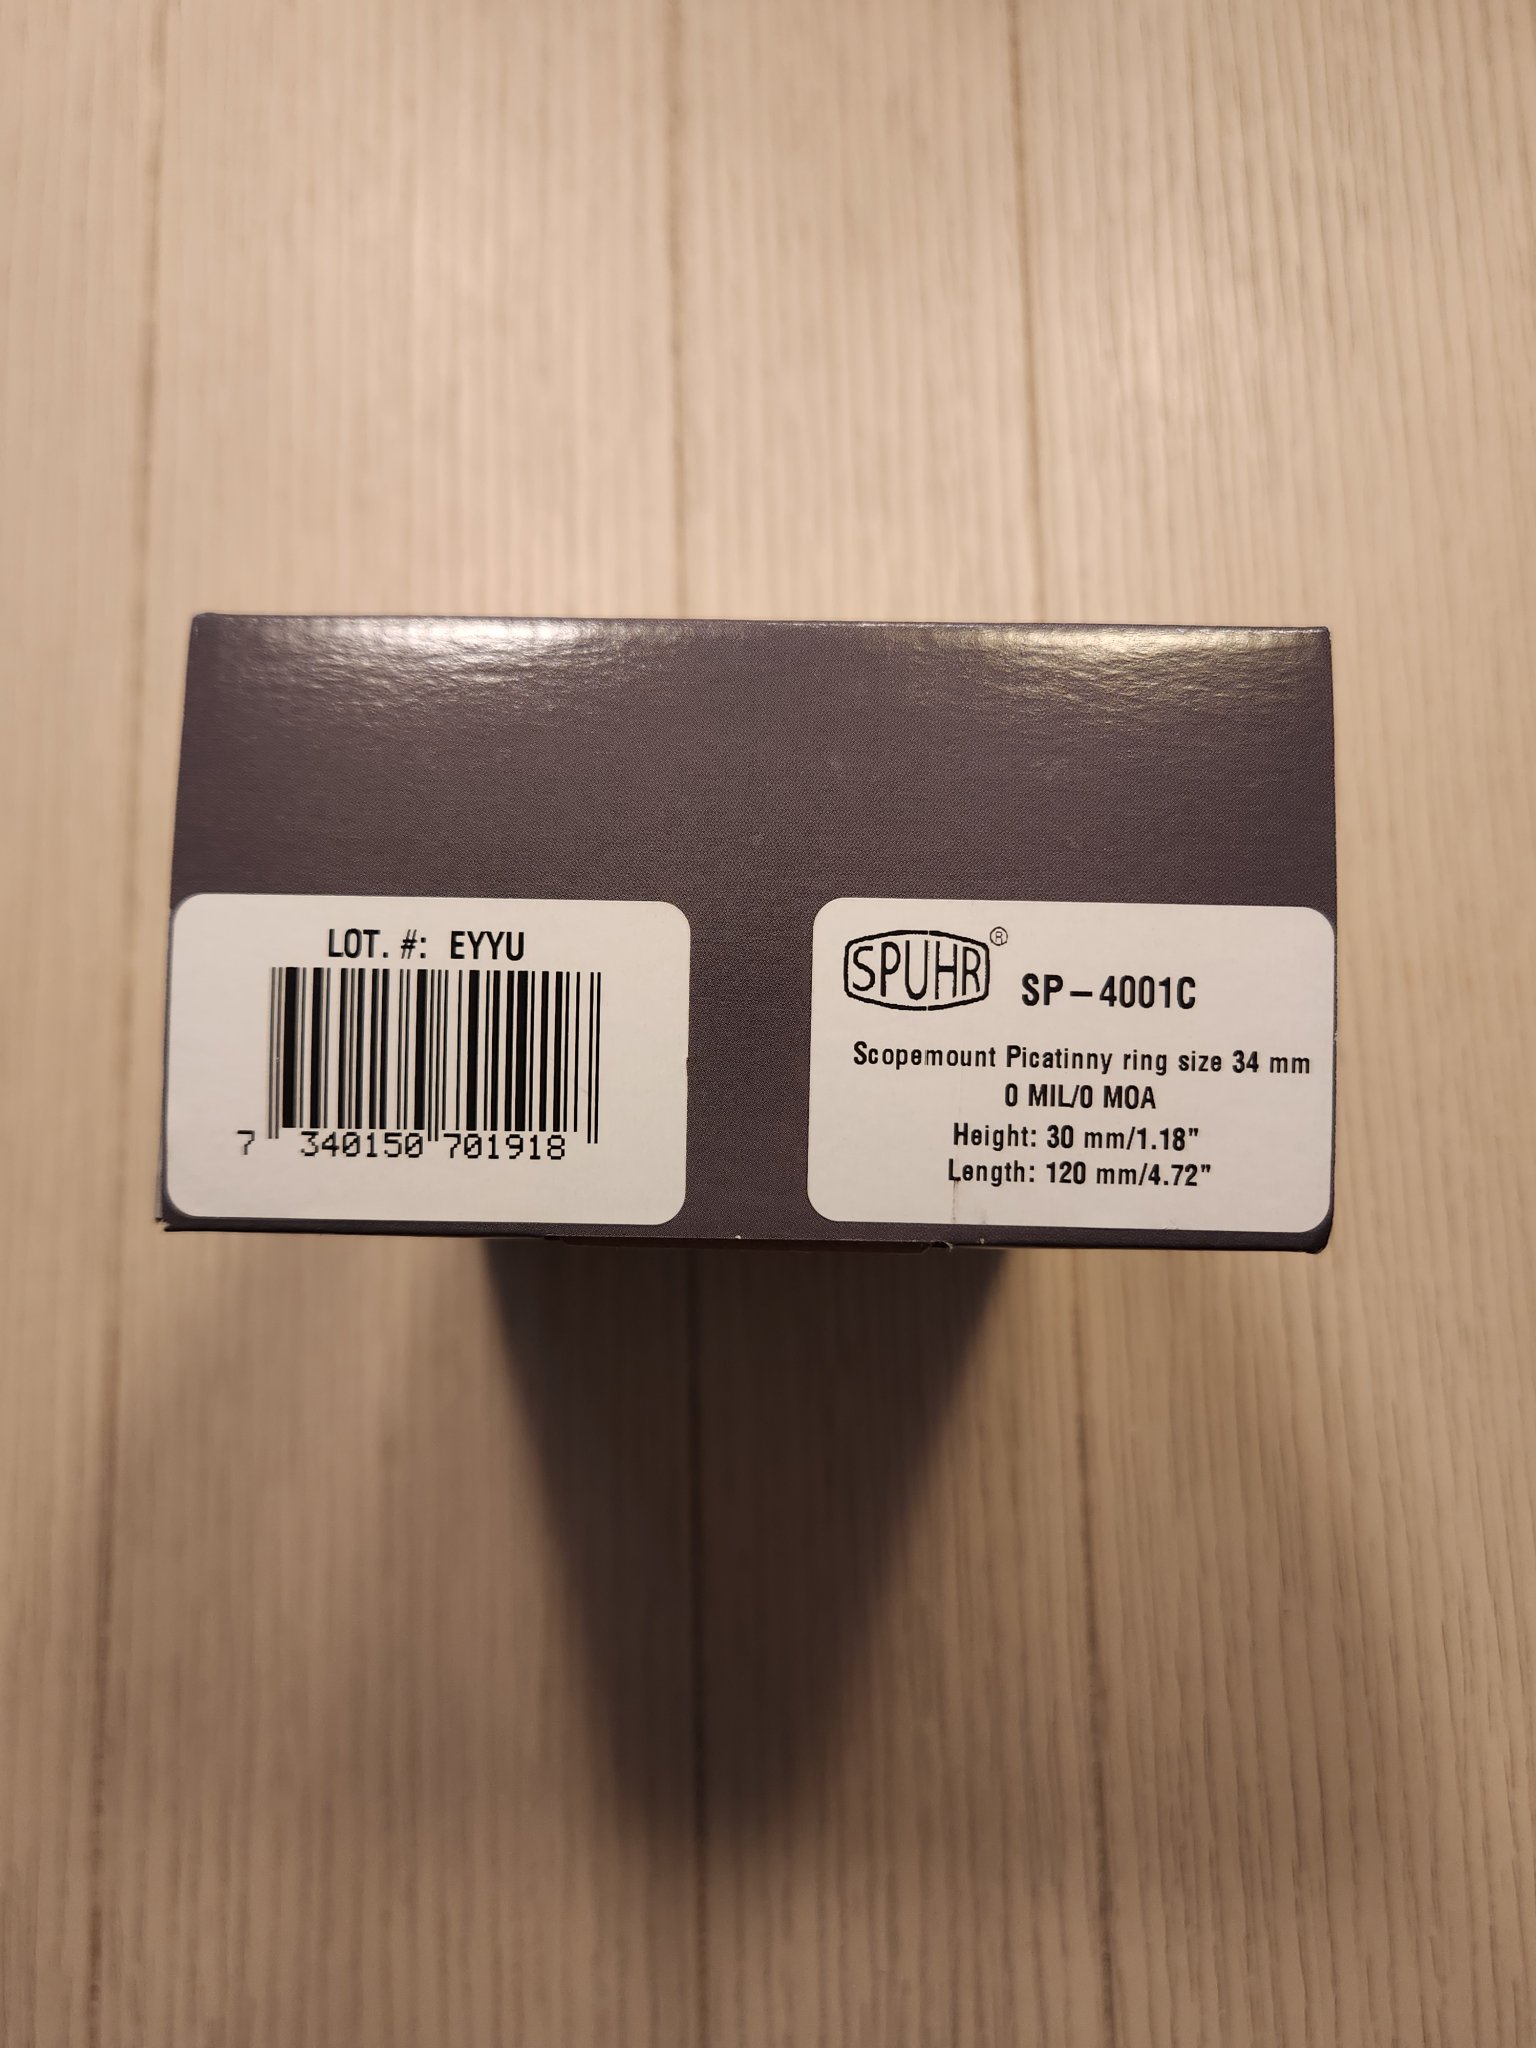 LOT. #: EYYU
7 340150 701918
SPUHR® SP-4001C
Scopemount Picatinny ring size 34 mm
0 MIL/0 MOA
Height: 30 mm/1.18"
Length: 120 mm/4.72"